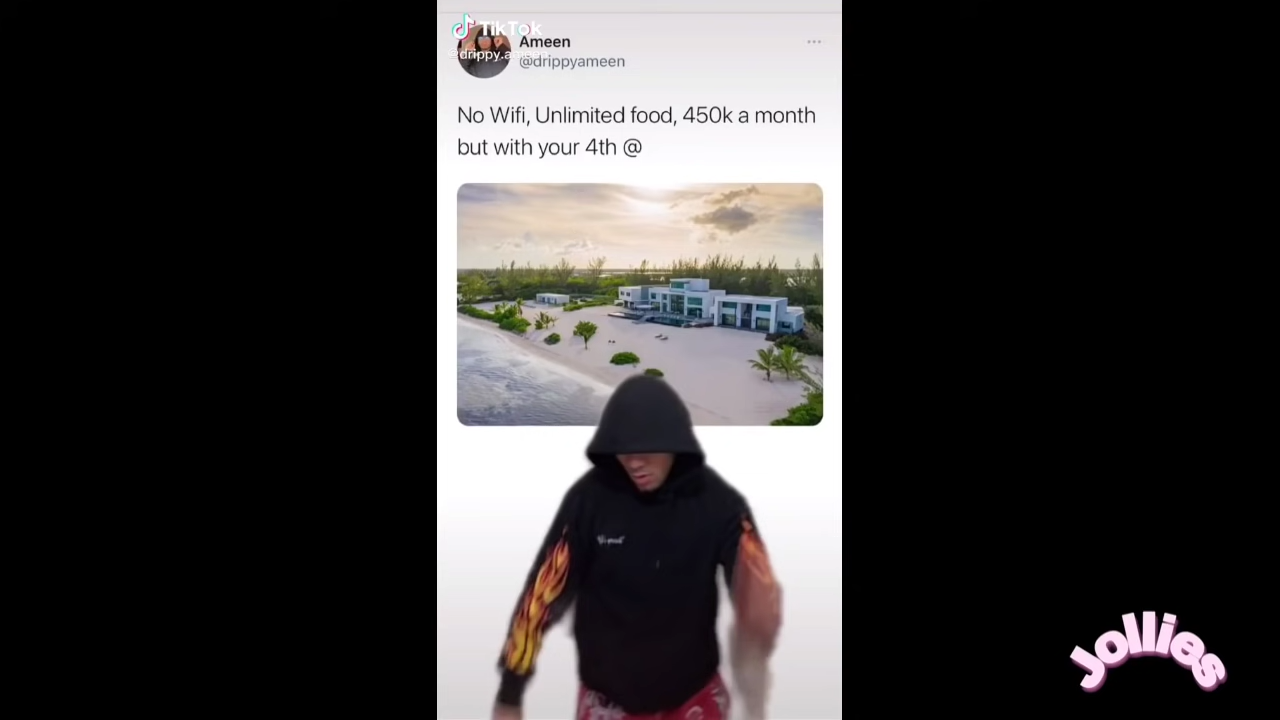 TikTok
Ameen
@drippyameen
No Wifi, Unlimited food, 450k a month
but with your 4th @
Jollies